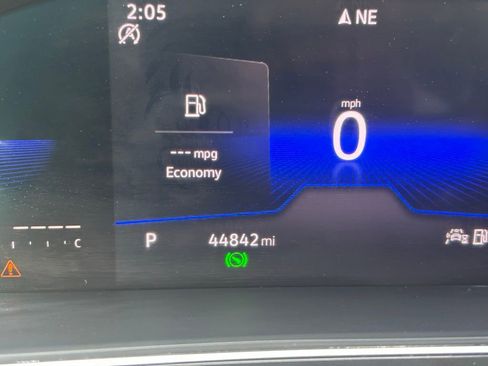 2:05
NE
mph
0
--- mpg
Economy
---- C
P
44842 mi